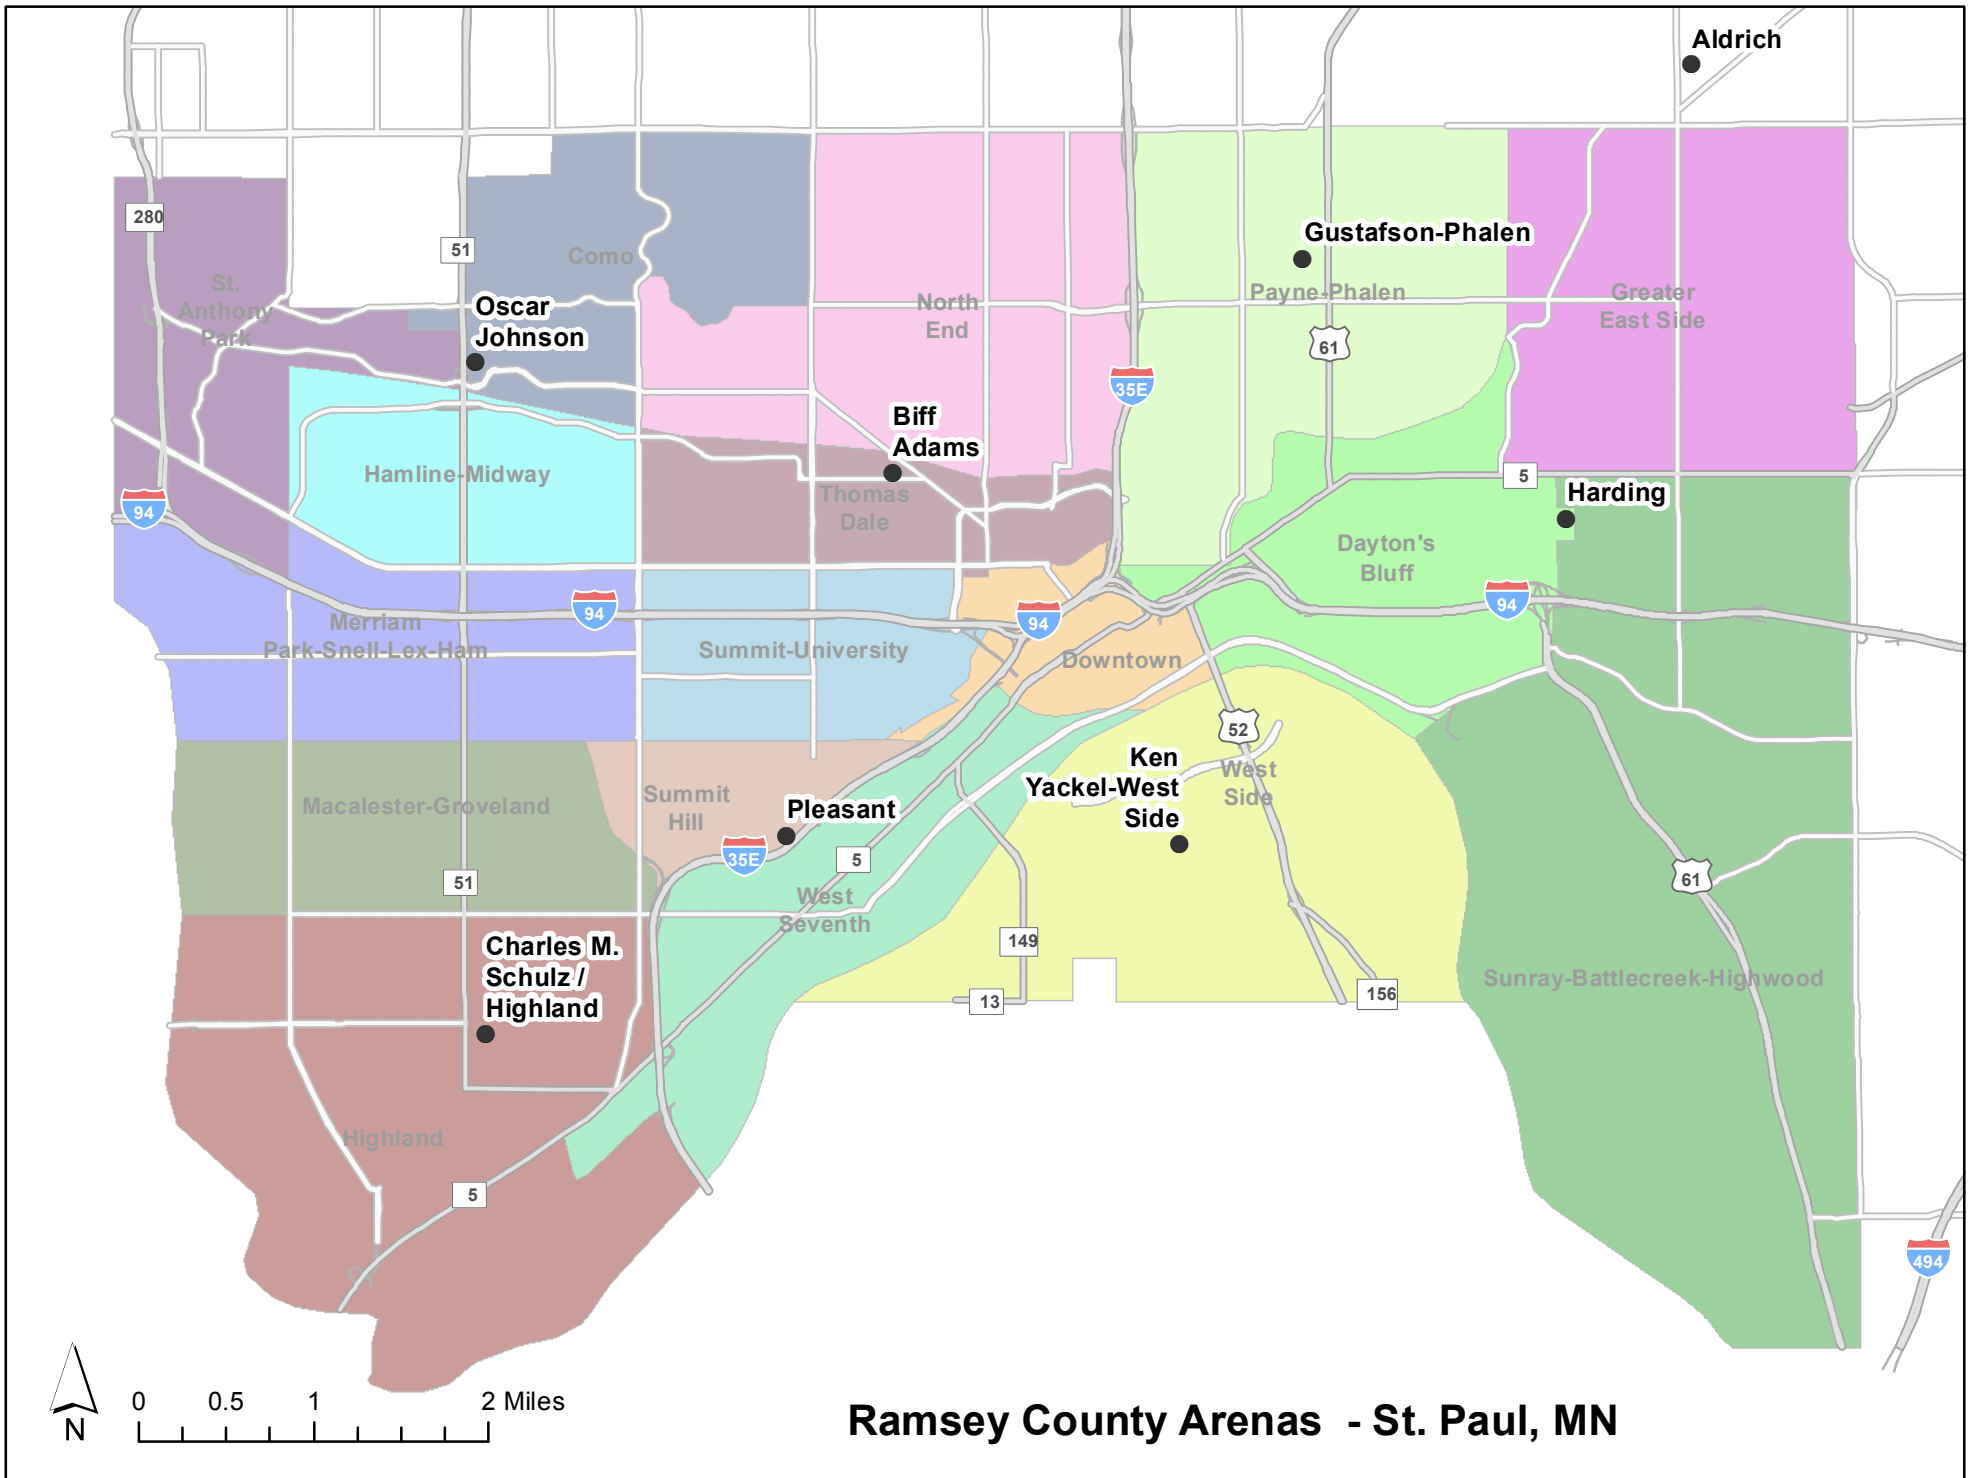 Aldrich
280
51
Gustafson-Phalen
Como
St.
Anthony
Park
Oscar
Johnson
North
End
Payne-Phalen
Greater
East Side
61
35E
Biff
Adams
Hamline-Midway
Thomas
Dale
5
Harding
94
Dayton's
Bluff
94
94
94
Merriam
Park-Snell-Lex-Ham
Summit-University
Downtown
52
Ken
Yackel-West
Side
West
Side
Macalester-Groveland
Summit
Hill
Pleasant
35E
5
51
61
West
Seventh
Charles M.
Schulz /
Highland
149
13
156
Sunray-Battlecreek-Highwood
Highland
5
494
N
0 0.5 1 2 Miles
Ramsey County Arenas - St. Paul, MN